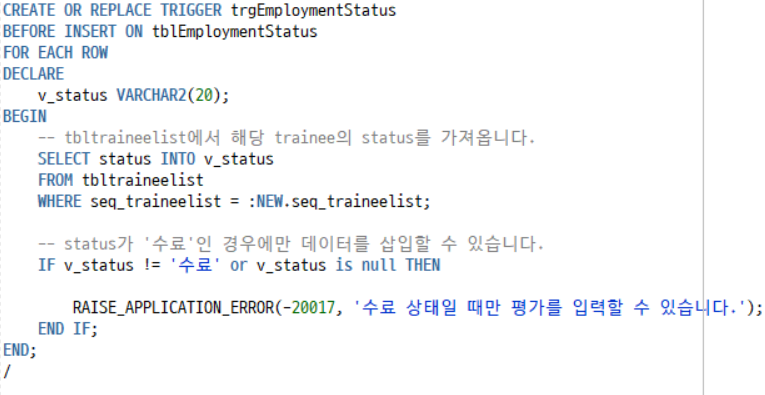 CREATE OR REPLACE TRIGGER trgEmploymentStatus
BEFORE INSERT ON tblEmploymentStatus
FOR EACH ROW
DECLARE
    v_status VARCHAR2(20);
BEGIN
    -- tbltraineelist에서 해당 trainee의 status를 가져옵니다.
    SELECT status INTO v_status
    FROM tbltraineelist
    WHERE seq_traineelist = :NEW.seq_traineelist;

    -- status가 '수료'인 경우에만 데이터를 삽입할 수 있습니다.
    IF v_status != '수료' or v_status is null THEN

        RAISE_APPLICATION_ERROR(-20017, '수료 상태일 때만 평가를 입력할 수 있습니다.');
    END IF;
END;
/